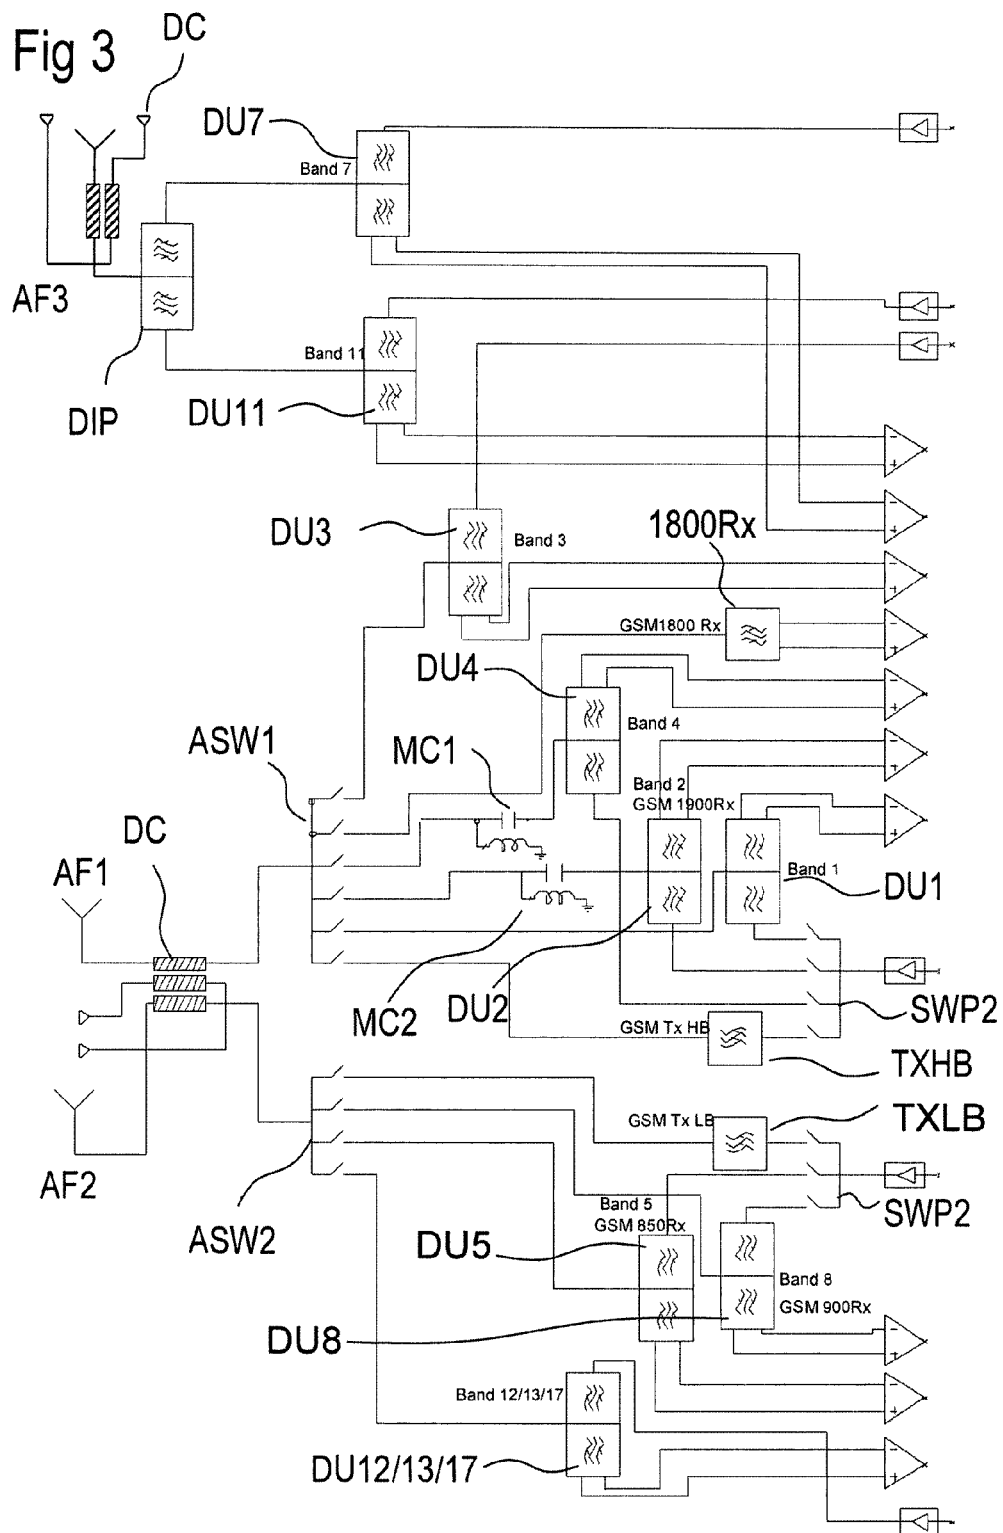 Fig 3
DC
DU7
Band 7
AF3
Band 11
DIP
DU11
DU3
Band 3
1800Rx
GSM1800 Rx
DU4
Band 4
ASW1
MC1
Band 2
GSM 1900Rx
DC
AF1
Band 1
DU1
MC2
DU2
SWP2
GSM Tx HB
TXHB
GSM Tx LB
TXLB
AF2
ASW2
Band 5
GSM 850Rx
SWP2
DU5
Band 8
GSM 900Rx
DU8
Band 12/13/17
DU12/13/17